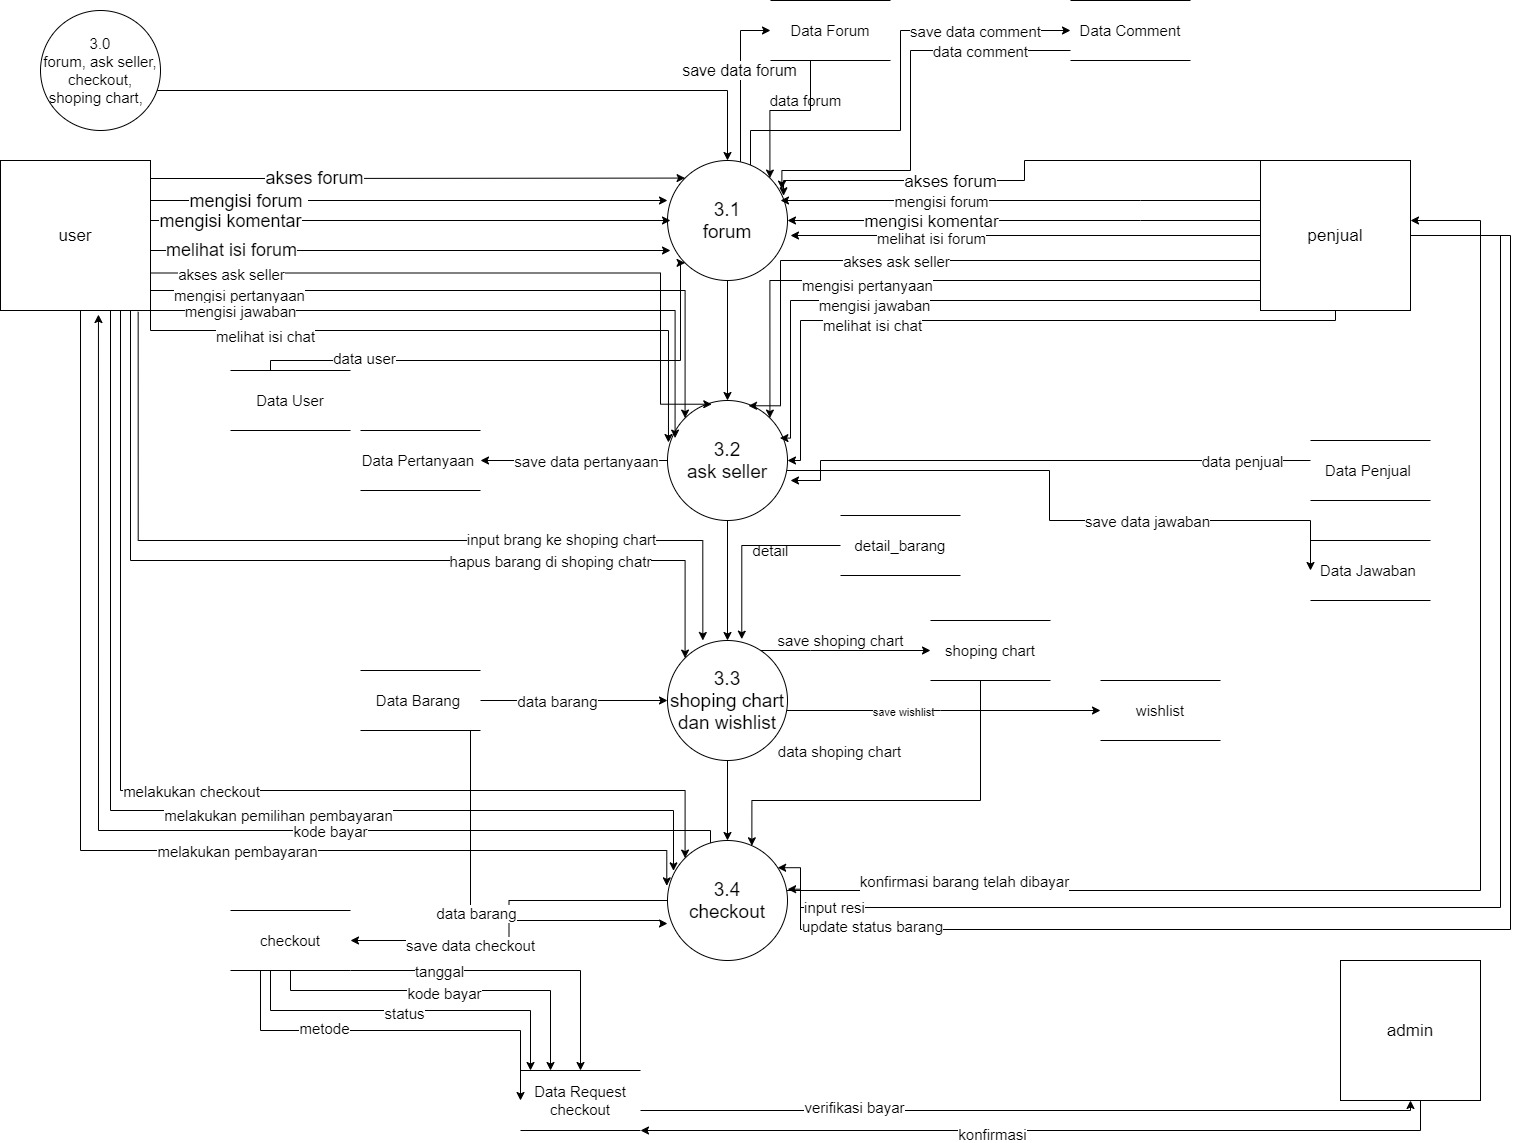 3.0
forum, ask seller,
checkout,
shoping chart,
Data Forum
save data comment
Data Comment
data comment
save data forum
data forum
user
akses forum
mengisi forum
mengisi komentar
melihat isi forum
akses ask seller
mengisi pertanyaan
mengisi jawaban
melihat isi chat
3.1
forum
akses forum
mengisi forum
mengisi komentar
melihat isi forum
akses ask seller
mengisi pertanyaan
mengisi jawaban
melihat isi chat
penjual
data user
Data User
Data Pertanyaan
save data pertanyaan
3.2
ask seller
data penjual
Data Penjual
save data jawaban
Data Jawaban
input brang ke shoping chart
hapus barang di shoping chatr
detail
detail_barang
save shoping chart
shoping chart
Data Barang
data barang
3.3
shoping chart
dan wishlist
save wishlist
wishlist
data shoping chart
melakukan checkout
melakukan pemilihan pembayaran
kode bayar
melakukan pembayaran
3.4
checkout
konfirmasi barang telah dibayar
input resi
update status barang
data barang
checkout
save data checkout
tanggal
kode bayar
status
metode
admin
Data Request
checkout
verifikasi bayar
konfirmasi